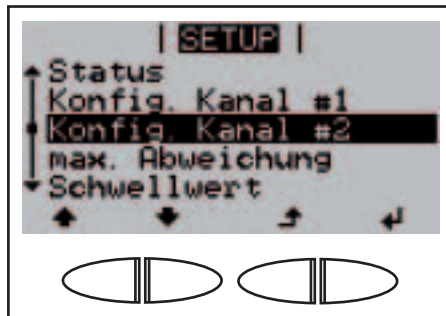 SETUP
Status
Konfig. Kanal #1
Konfig. Kanal #2
max. Abweichung
Schwellwert